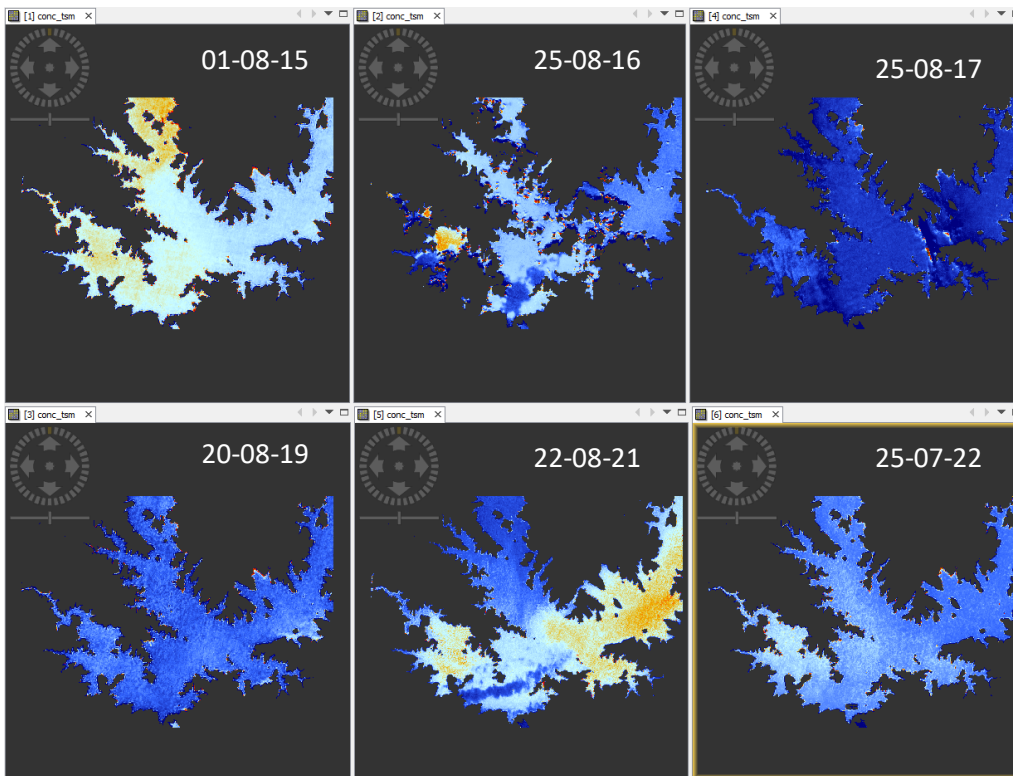 [1] conc_tsm
01-08-15
[2] conc_tsm
25-08-16
[4] conc_tsm
25-08-17
[3] conc_tsm
20-08-19
[5] conc_tsm
22-08-21
[6] conc_tsm
25-07-22